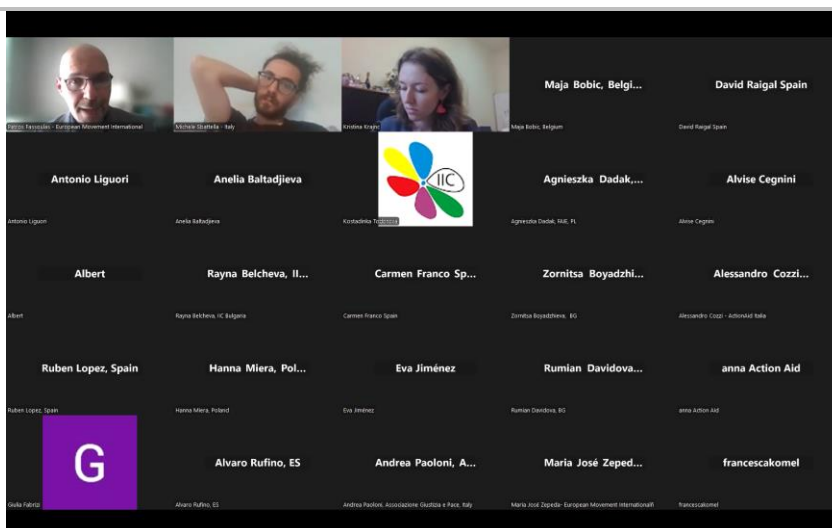 Maja Bobic, Belgi...
David Raigal Spain
Petros Fassoulas - European Movement International
Michele Sbattella - Italy
Kristina Krajnc
Maja Bobic, Belgium
David Raigal Spain
Antonio Liguori
Anelia Baltadjieva
IIC
Agnieszka Dadak,...
Alvise Cegnini
Antonio Liguori
Anelia Baltadjieva
Kostadinka Todorova
Agnieszka Dadak, FAIE, PL
Alvise Cegnini
Albert
Rayna Belcheva, II...
Carmen Franco Sp...
Zornitsa Boyadzhi...
Alessandro Cozzi...
Albert
Rayna Belcheva, IIC Bulgaria
Carmen Franco Spain
Zornitsa Boyadzhieva, BG
Alessandro Cozzi - ActionAid Italia
Ruben Lopez, Spain
Hanna Miera, Pol...
Eva Jiménez
Rumian Davidova...
anna Action Aid
Ruben Lopez, Spain
Hanna Miera, Poland
Eva Jiménez
Rumian Davidova, BG
anna Action Aid
G
Alvaro Rufino, ES
Andrea Paoloni, A...
Maria José Zeped...
francescakomel
Giulia Fabrizi
Alvaro Rufino, ES
Andrea Paoloni, Associazione Giustizia e Pace, Italy
Maria José Zepeda- European Movement International
francescakomel